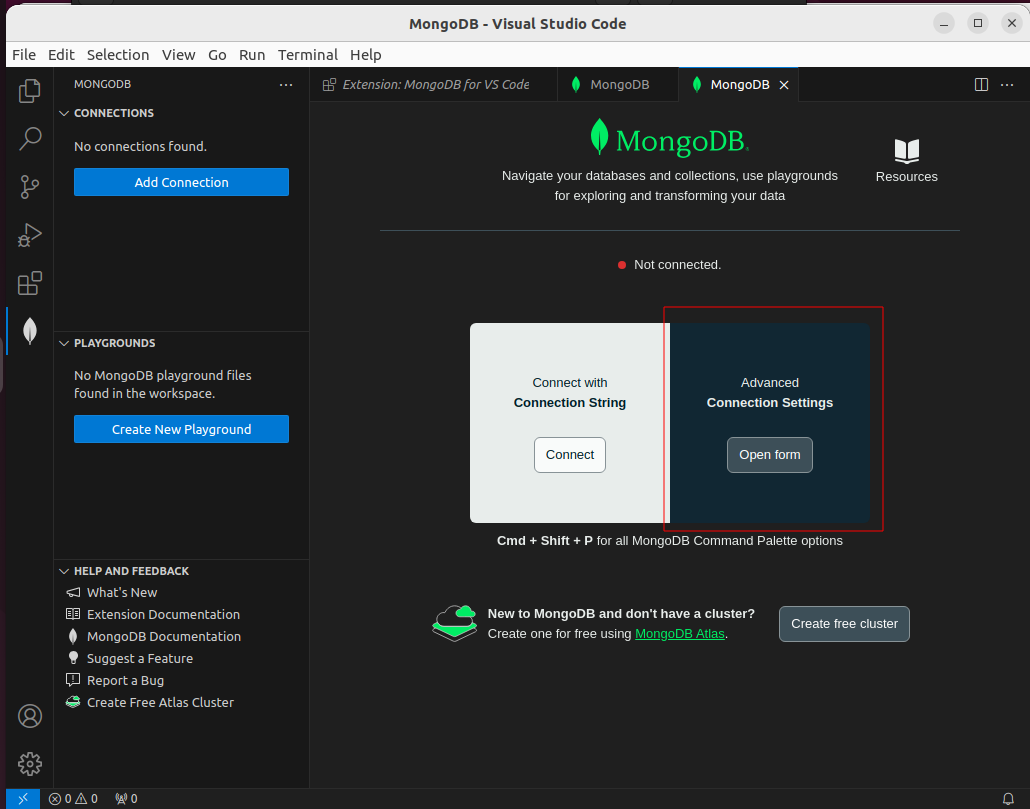 MongoDB - Visual Studio Code
File Edit Selection View Go Run Terminal Help
MONGODB
Extension: MongoDB for VS Code
MongoDB
MongoDB
CONNECTIONS
No connections found.
Add Connection
PLAYGROUNDS
No MongoDB playground files
found in the workspace.
Create New Playground
HELP AND FEEDBACK
What's New
Extension Documentation
MongoDB Documentation
Suggest a Feature
Report a Bug
Create Free Atlas Cluster
MongoDB.
Navigate your databases and collections, use playgrounds
for exploring and transforming your data
Resources
Not connected.
Connect with
Connection String
Connect
Advanced
Connection Settings
Open form
Cmd + Shift + P for all MongoDB Command Palette options
New to MongoDB and don't have a cluster?
Create one for free using MongoDB Atlas.
Create free cluster
0 0 0